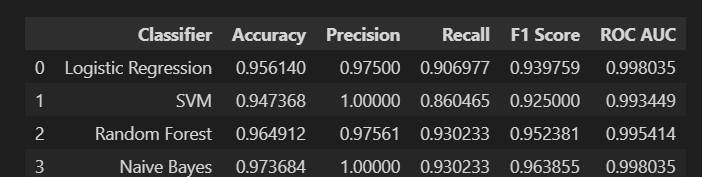 Classifier Accuracy Precision Recall F1 Score ROC AUC
0 Logistic Regression 0.956140 0.97500 0.906977 0.939759 0.998035
1 SVM 0.947368 1.00000 0.860465 0.925000 0.993449
2 Random Forest 0.964912 0.97561 0.930233 0.952381 0.995414
3 Naive Bayes 0.973684 1.00000 0.930233 0.963855 0.998035